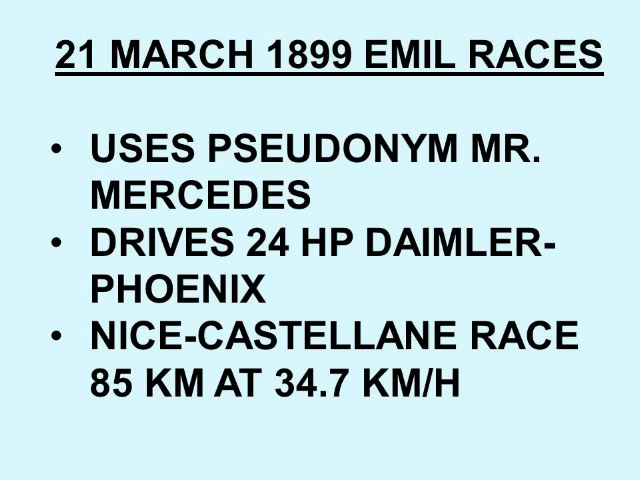 21 MARCH 1899 EMIL RACES
• USES PSEUDONYM MR.
MERCEDES
• DRIVES 24 HP DAIMLER-
PHOENIX
• NICE-CASTELLANE RACE
85 KM AT 34.7 KM/H